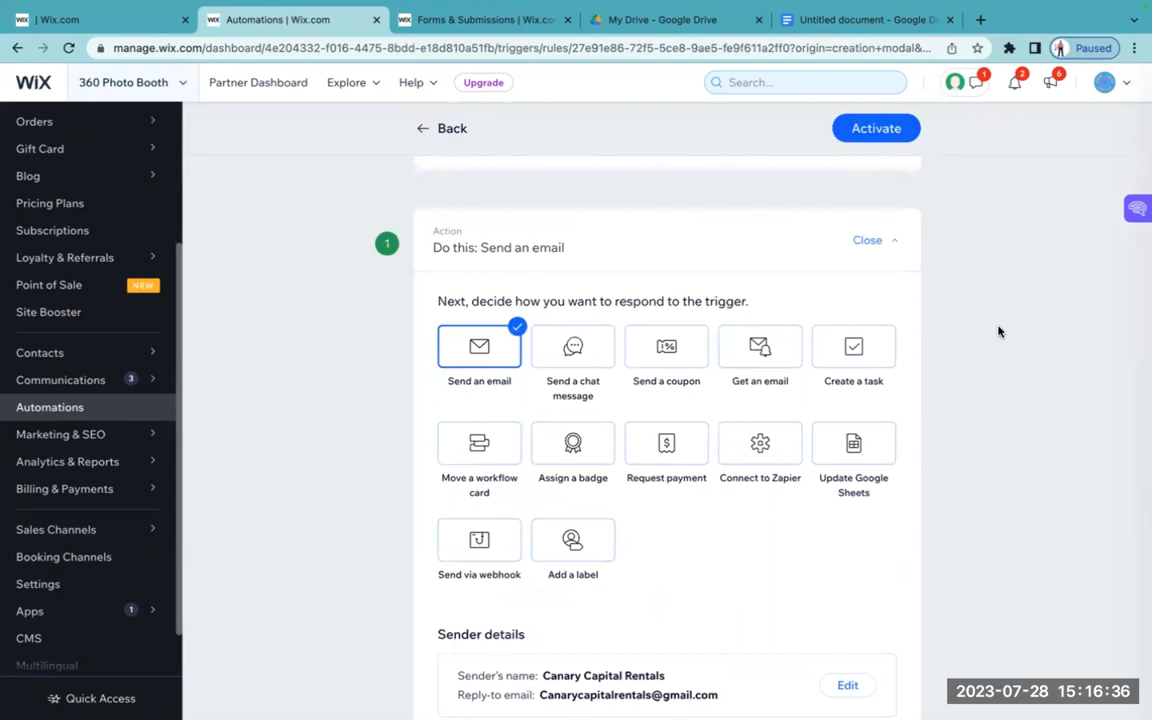 | Wix.com
Automations | Wix.com
Forms & Submissions | Wix.co
My Drive - Google Drive
Untitled document - Google D
manage.wix.com/dashboard/4e204332-f016-4475-8bdd-e18d810a51fb/triggers/rules/27e91e86-72f5-5ce8-9ae5-fe9f611a2ff0?origin=creation+modal&...
Paused
WiX
360 Photo Booth
Partner Dashboard
Explore
Help
Upgrade
Search...
1
2
6
Orders
Gift Card
Blog
Pricing Plans
Subscriptions
Loyalty & Referrals
Point of Sale
NEW
Site Booster
Contacts
Communications
3
Automations
Marketing & SEO
Analytics & Reports
Billing & Payments
Sales Channels
Booking Channels
Settings
Apps
1
CMS
Multilingual
Quick Access
Back
Activate
1
Action
Do this: Send an email
Close
Next, decide how you want to respond to the trigger.
Send an email
Send a chat
message
Send a coupon
Get an email
Create a task
Move a workflow
card
Assign a badge
Request payment
Connect to Zapier
Update Google
Sheets
Send via webhook
Add a label
Sender details
Sender's name: Canary Capital Rentals
Reply-to email: Canarycapitalrentals@gmail.com
Edit
2023-07-28 15:16:36